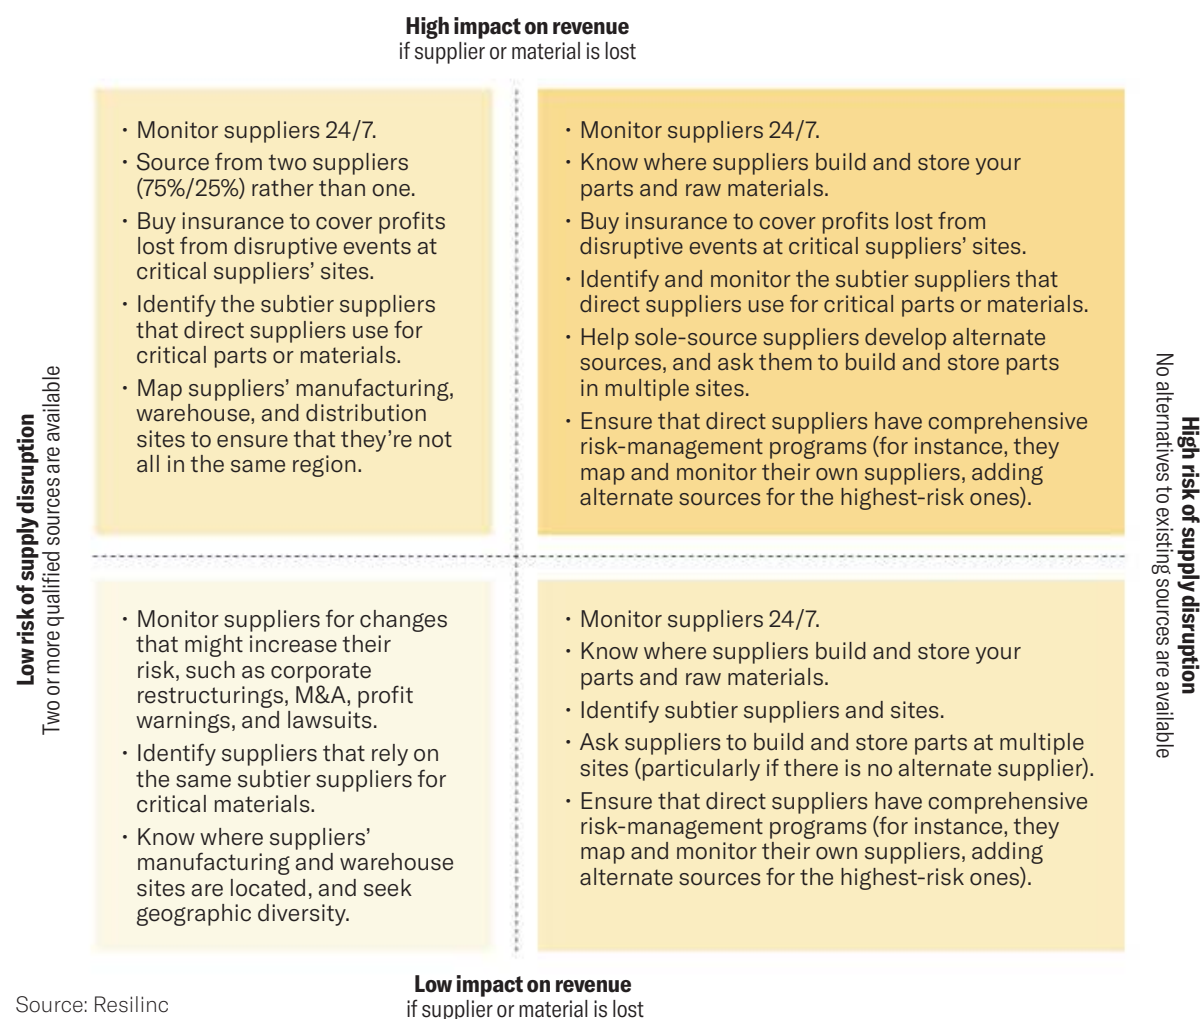 High impact on revenue
if supplier or material is lost
· Monitor suppliers 24/7.
· Source from two suppliers
(75%/25%) rather than one.
· Buy insurance to cover profits
lost from disruptive events at
critical suppliers’ sites.
· Identify the subtier suppliers
that direct suppliers use for
critical parts or materials.
· Map suppliers’ manufacturing,
warehouse, and distribution
sites to ensure that they’re not
all in the same region.
· Monitor suppliers 24/7.
· Know where suppliers build and store your
parts and raw materials.
· Buy insurance to cover profits lost from
disruptive events at critical suppliers’ sites.
· Identify and monitor the subtier suppliers that
direct suppliers use for critical parts or materials.
· Help sole-source suppliers develop alternate
sources, and ask them to build and store parts
in multiple sites.
· Ensure that direct suppliers have comprehensive
risk-management programs (for instance, they
map and monitor their own suppliers, adding
alternate sources for the highest-risk ones).
Low risk of supply disruption
Two or more qualified sources are available
High risk of supply disruption
No alternatives to existing sources are available
· Monitor suppliers for changes
that might increase their
risk, such as corporate
restructurings, M&A, profit
warnings, and lawsuits.
· Identify suppliers that rely on
the same subtier suppliers for
critical materials.
· Know where suppliers’
manufacturing and warehouse
sites are located, and seek
geographic diversity.
· Monitor suppliers 24/7.
· Know where suppliers build and store your
parts and raw materials.
· Identify subtier suppliers and sites.
· Ask suppliers to build and store parts at multiple
sites (particularly if there is no alternate supplier).
· Ensure that direct suppliers have comprehensive
risk-management programs (for instance, they
map and monitor their own suppliers, adding
alternate sources for the highest-risk ones).
Low impact on revenue
if supplier or material is lost
Source: Resilinc